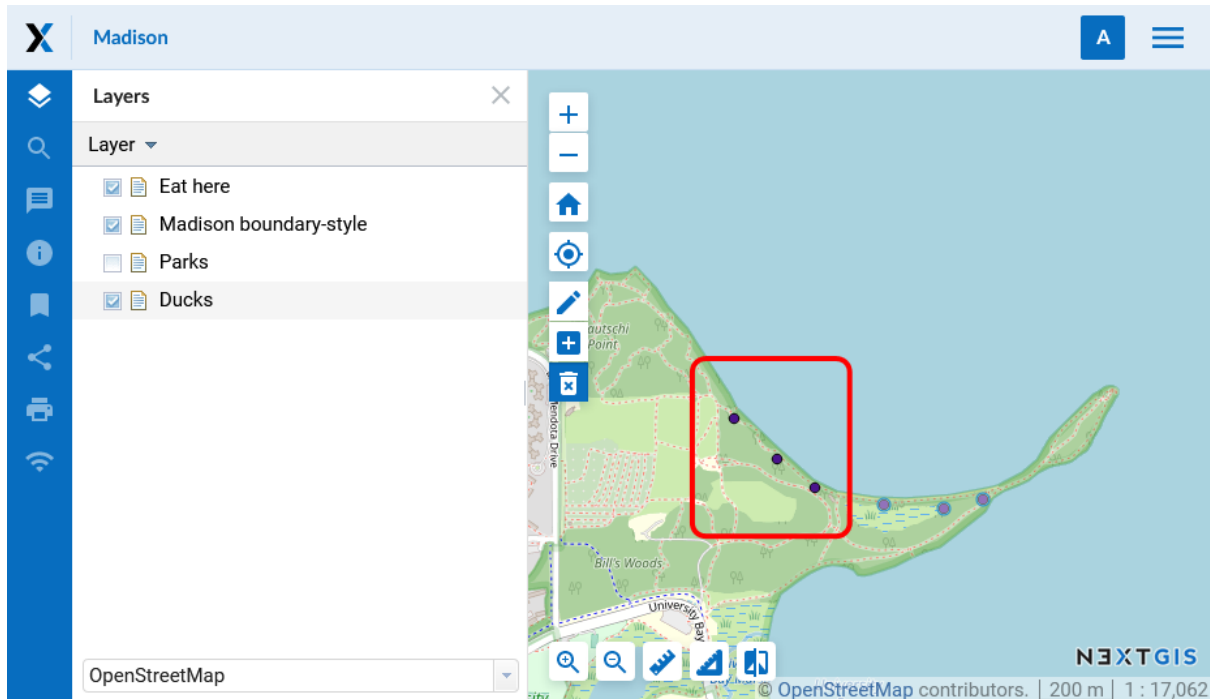 Madison
A
Layers
Layer
Eat here
Madison boundary-style
Parks
Ducks
OpenStreetMap
Point
Mendota Drive
Bill's Woods
University Bay
NEXTGIS
© OpenStreetMap contributors. | 200 m | 1 : 17,062